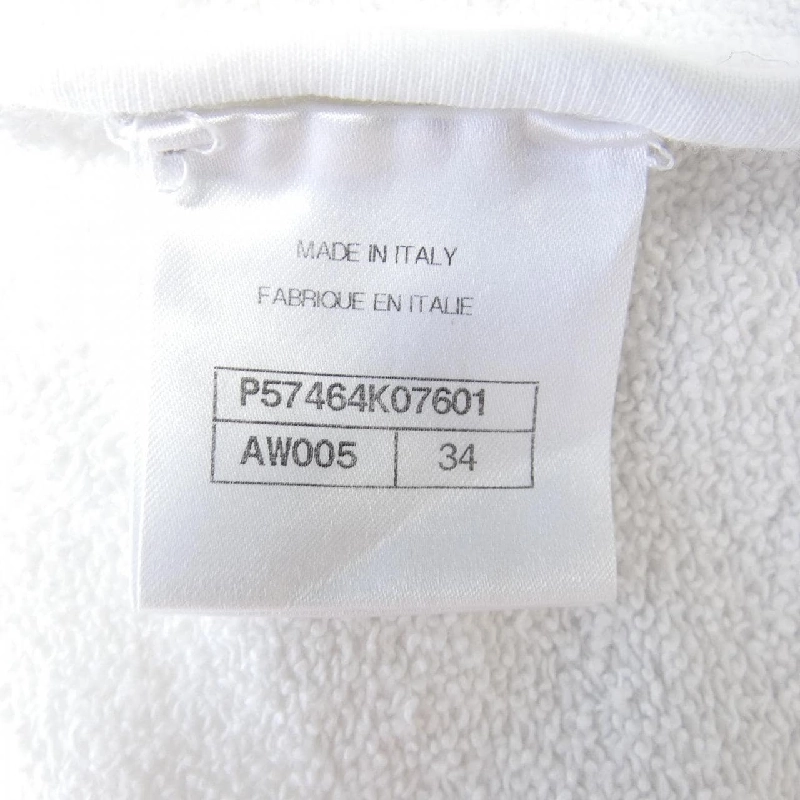 MADE IN ITALY
FABRIQUE EN ITALIE
P57464K07601
AW005 34